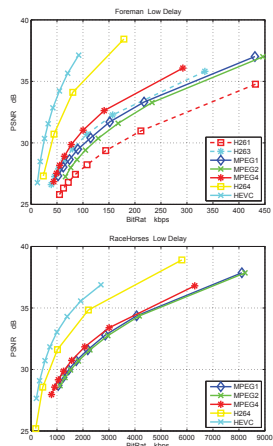 Foreman Low Delay
40
35
30
25
PSNR dB
0 50 100 150 200 250 300 350 400 450
BitRat kbps
H261
H263
MPEG1
MPEG2
MPEG4
H264
HEVC
RaceHorses Low Delay
40
35
30
25
PSNR dB
1000 2000 3000 4000 5000 6000 7000 8000 9000
BitRat kbps
MPEG1
MPEG2
MPEG4
H264
HEVC